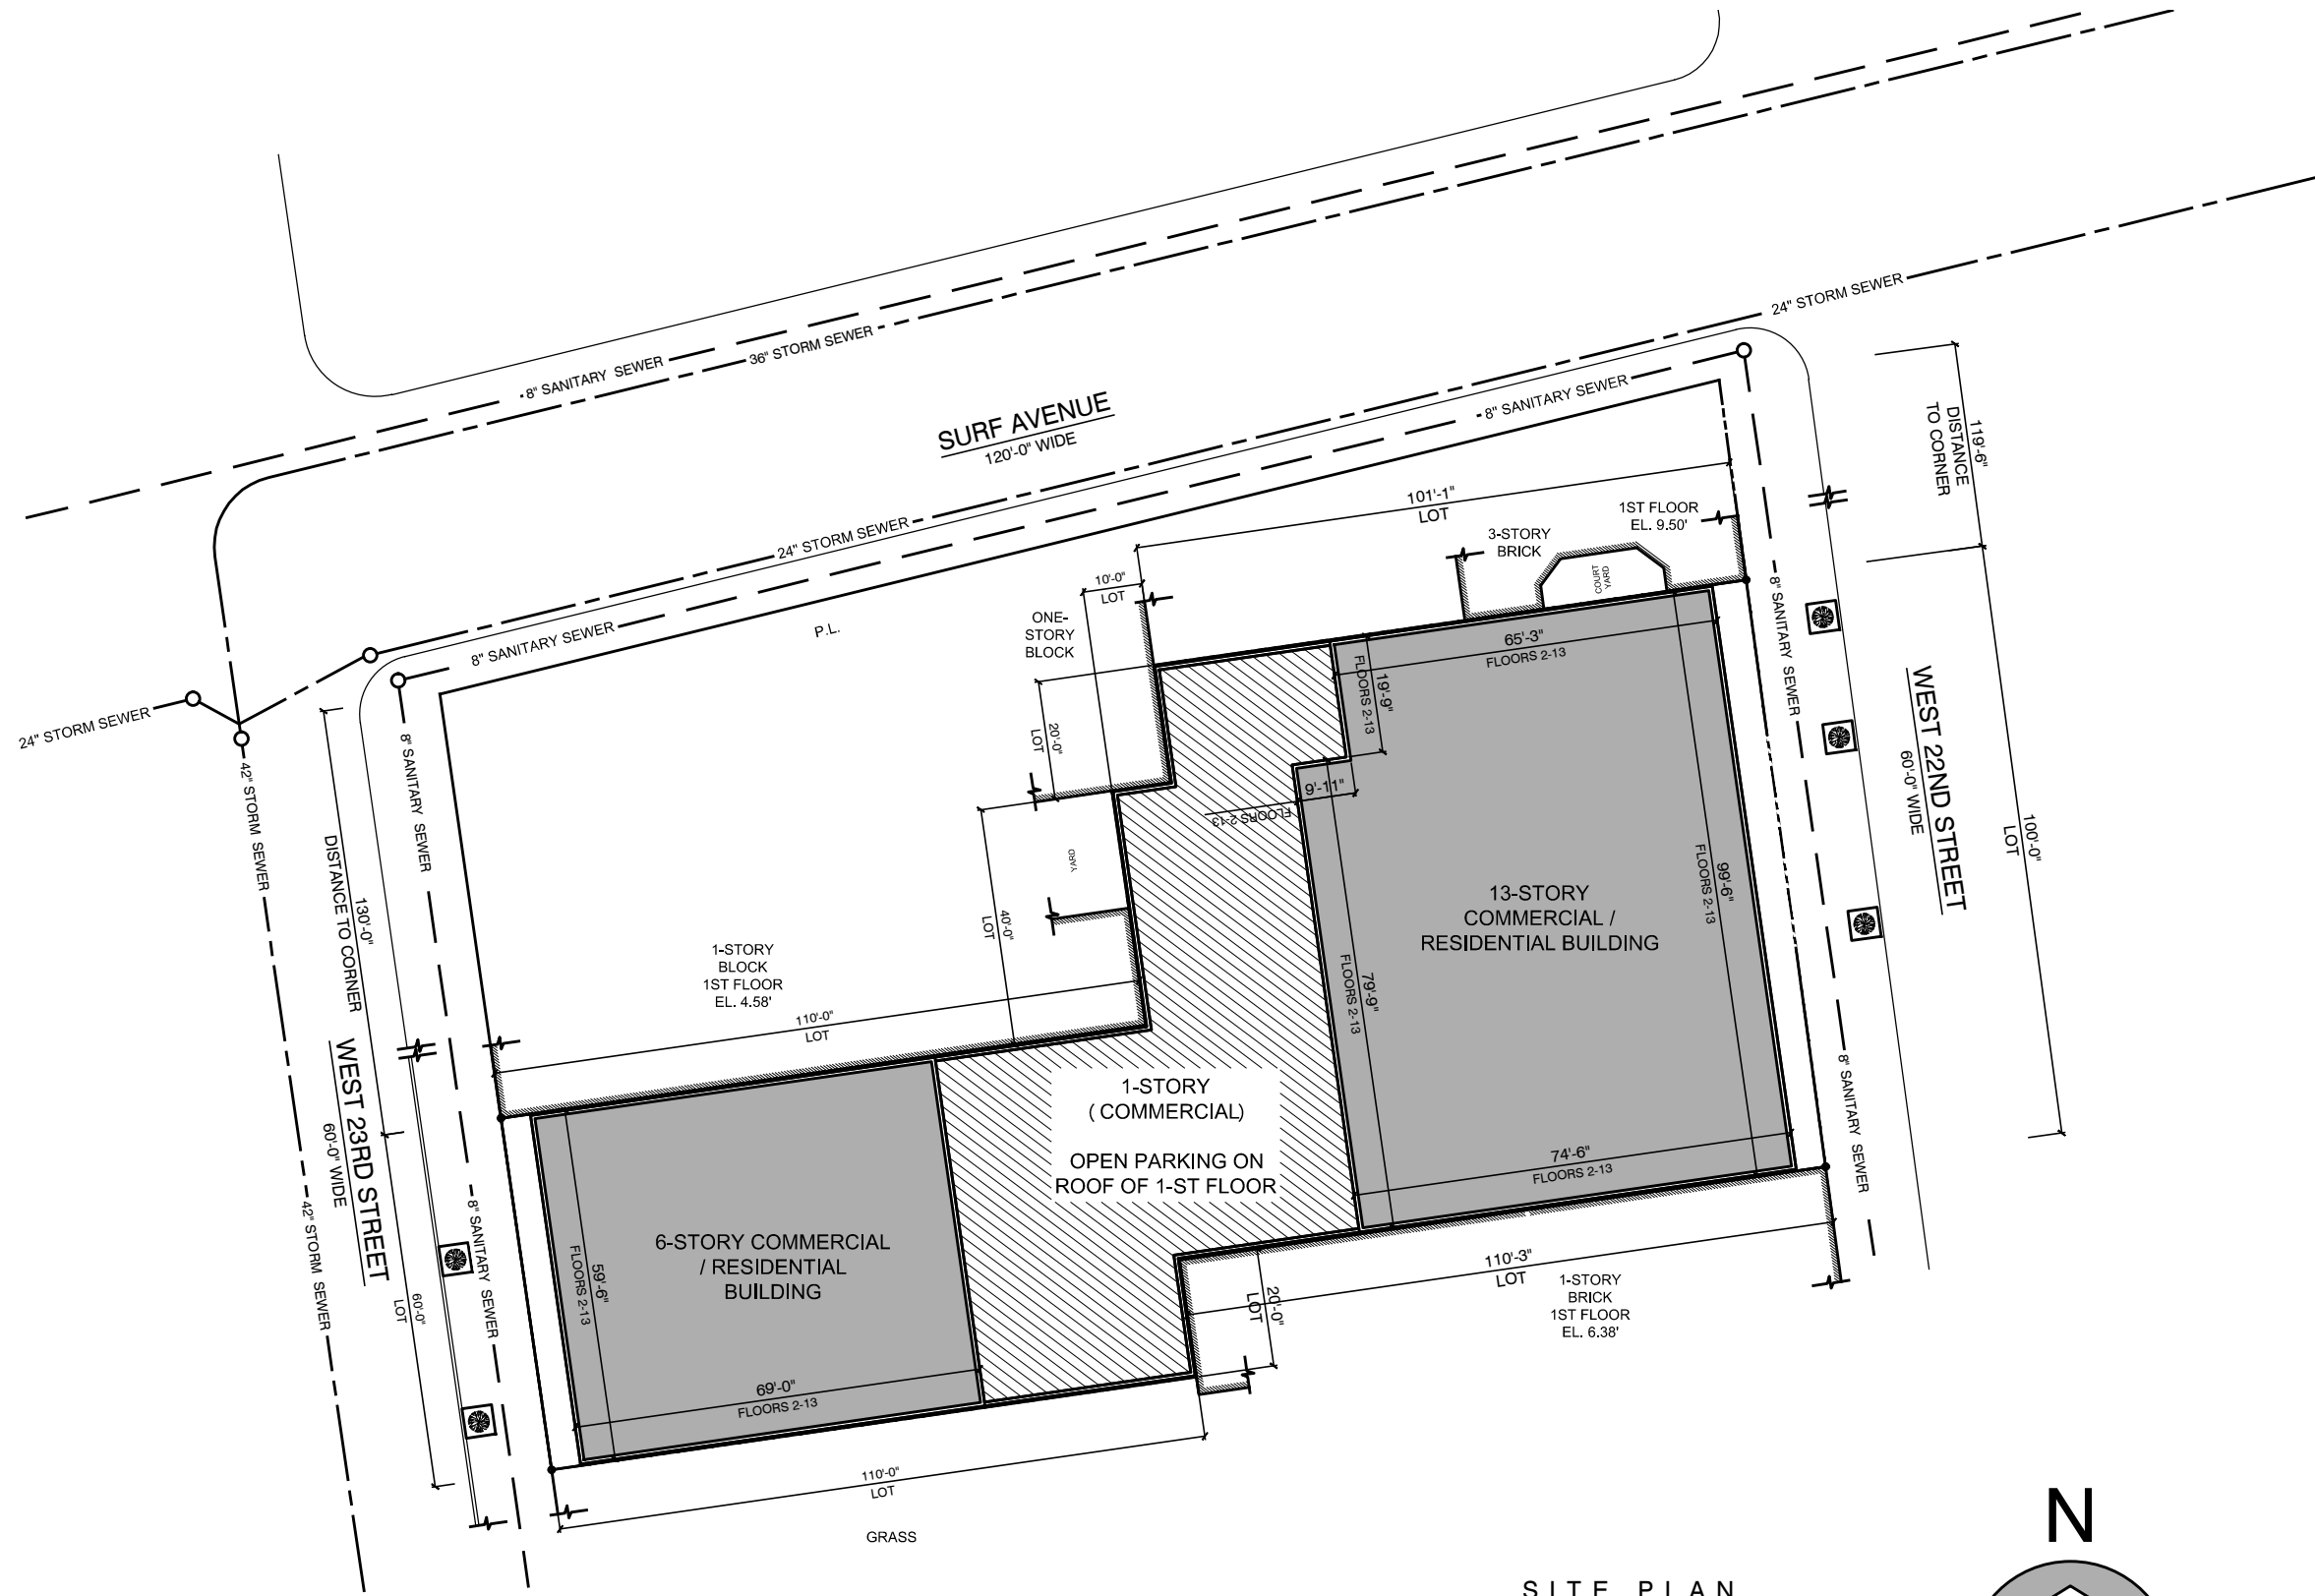 8" SANITARY SEWER
36" STORM SEWER
24" STORM SEWER
SURF AVENUE
120'-0" WIDE
8" SANITARY SEWER
119'-6"
DISTANCE
TO CORNER
101'-1"
LOT
1ST FLOOR
EL. 9.50'
3-STORY
BRICK
COURT
YARD
24" STORM SEWER
10'-0"
LOT
8" SANITARY SEWER
ONE-
STORY
BLOCK
P.L.
8" SANITARY SEWER
65'-3"
FLOORS 2-13
19'-9"
FLOORS 2-13
24" STORM SEWER
20'-0"
LOT
9'-11"
FLOORS 2-13
WEST 22ND STREET
60'-0" WIDE
42" STORM SEWER
8" SANITARY SEWER
100'-0"
LOT
YARD
99'-6"
FLOORS 2-13
13-STORY
COMMERCIAL /
RESIDENTIAL BUILDING
130'-0"
DISTANCE TO CORNER
40'-0"
LOT
1-STORY
BLOCK
1ST FLOOR
EL. 4.58'
79'-9"
FLOORS 2-13
110'-0"
LOT
WEST 23RD STREET
60'-0" WIDE
1-STORY
( COMMERCIAL)
OPEN PARKING ON
ROOF OF 1-ST FLOOR
8" SANITARY SEWER
74'-6"
FLOORS 2-13
42" STORM SEWER
8" SANITARY SEWER
6-STORY COMMERCIAL
/ RESIDENTIAL
BUILDING
59'-6"
FLOORS 2-13
60'-0"
LOT
110'-3"
LOT
20'-0"
LOT
1-STORY
BRICK
1ST FLOOR
EL. 6.38'
69'-0"
FLOORS 2-13
110'-0"
LOT
GRASS
N
SITE PLAN